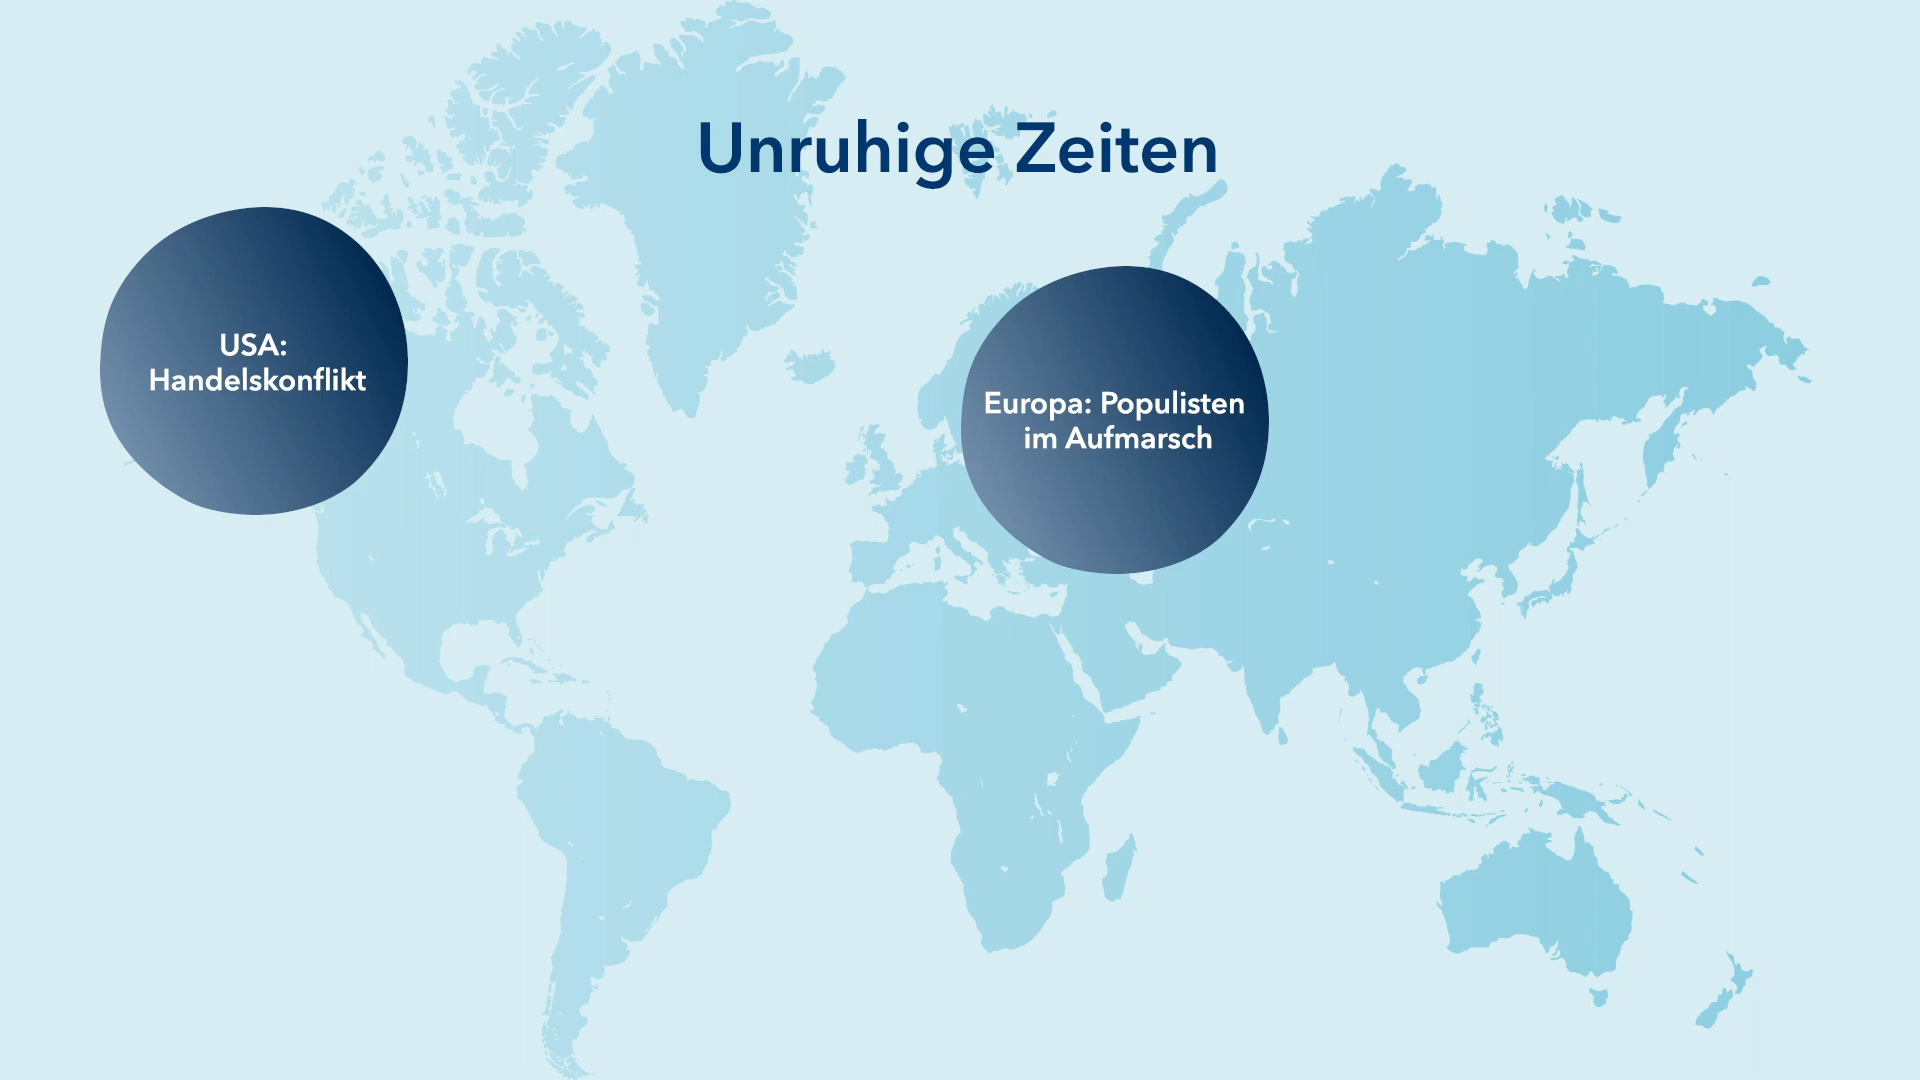 Unruhige Zeiten
USA:
Handelskonflikt
Europa: Populisten
im Aufmarsch